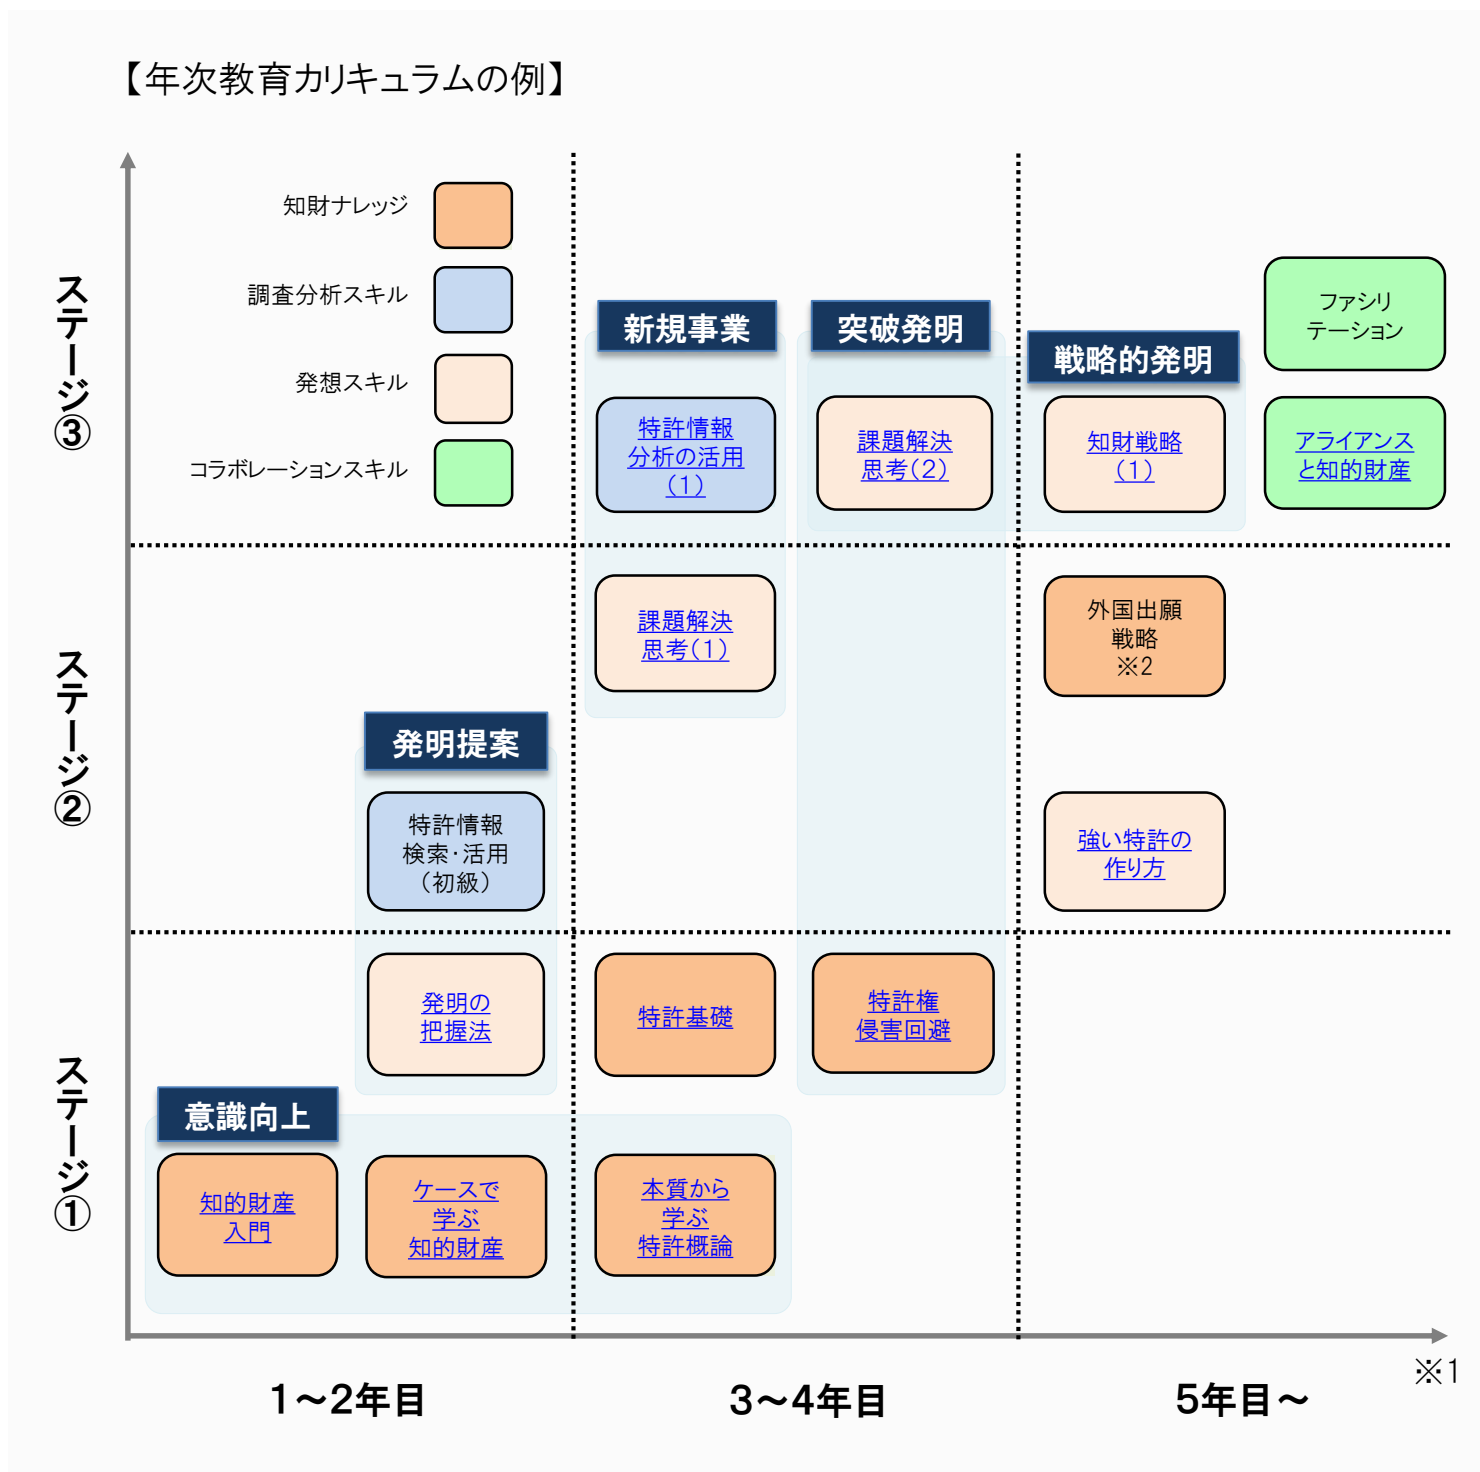 【年次教育カリキュラムの例】
知財ナレッジ
調査分析スキル
発想スキル
コラボレーションスキル
ステージ③
新規事業
特許情報
分析の活用
(1)
突破発明
課題解決
思考(2)
戦略的発明
知財戦略
(1)
ファシリ
テーション
アライアンス
と知的財産
ステージ②
課題解決
思考(1)
外国出願
戦略
※2
発明提案
特許情報
検索・活用
(初級)
強い特許の
作り方
ステージ①
発明の
把握法
特許基礎
特許権
侵害回避
意識向上
知的財産
入門
ケースで
学ぶ
知的財産
本質から
学ぶ
特許概論
※1
1～2年目
3～4年目
5年目～